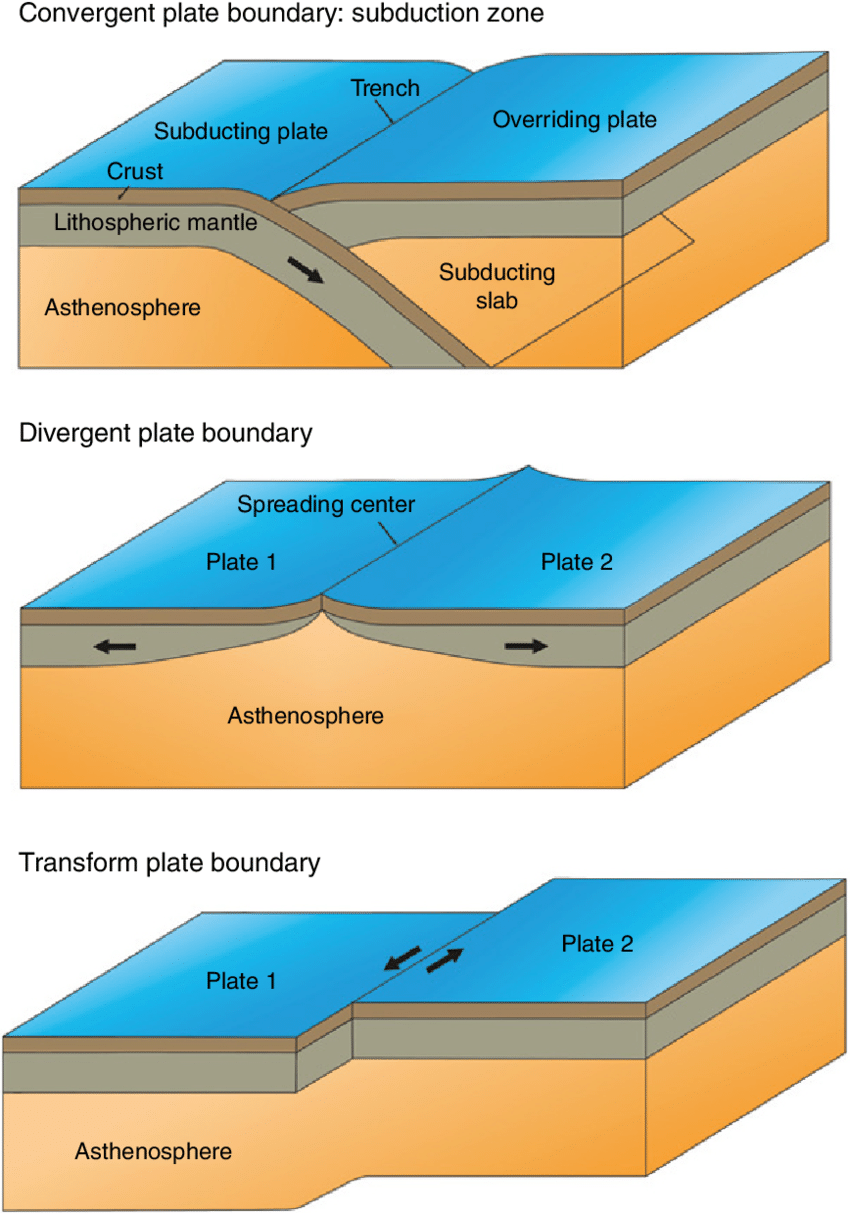 Convergent plate boundary: subduction zone
Trench
Subducting plate
Overriding plate
Crust
Lithospheric mantle
Subducting
slab
Asthenosphere
Divergent plate boundary
Spreading center
Plate 1
Plate 2
Asthenosphere
Transform plate boundary
Plate 2
Plate 1
Asthenosphere